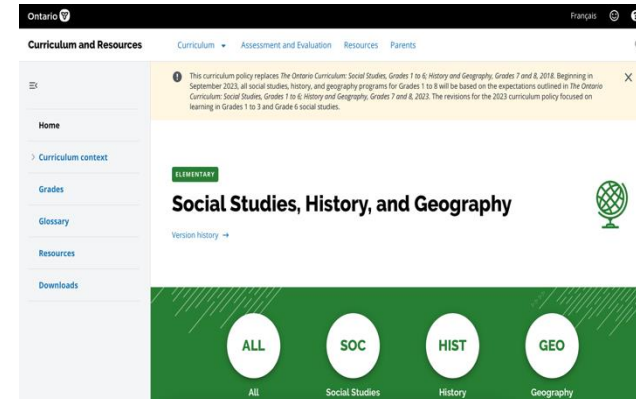 Ontario
Français
Curriculum and Resources
Curriculum
Assessment and Evaluation
Resources
Parents
This curriculum policy replaces The Ontario Curriculum: Social Studies, Grades 1 to 6; History and Geography, Grades 7 and 8, 2018. Beginning in
September 2023, all social studies, history, and geography programs for Grades 1 to 8 will be based on the expectations outlined in The Ontario
Curriculum: Social Studies, Grades 1 to 6; History and Geography, Grades 7 and 8, 2023. The revisions for the 2023 curriculum policy focused on
learning in Grades 1 to 3 and Grade 6 social studies.
Home
Curriculum context
Grades
Glossary
Resources
Downloads
ELEMENTARY
Social Studies, History, and Geography
Version history →
ALL
SOC
HIST
GEO
All
Social Studies
History
Geography